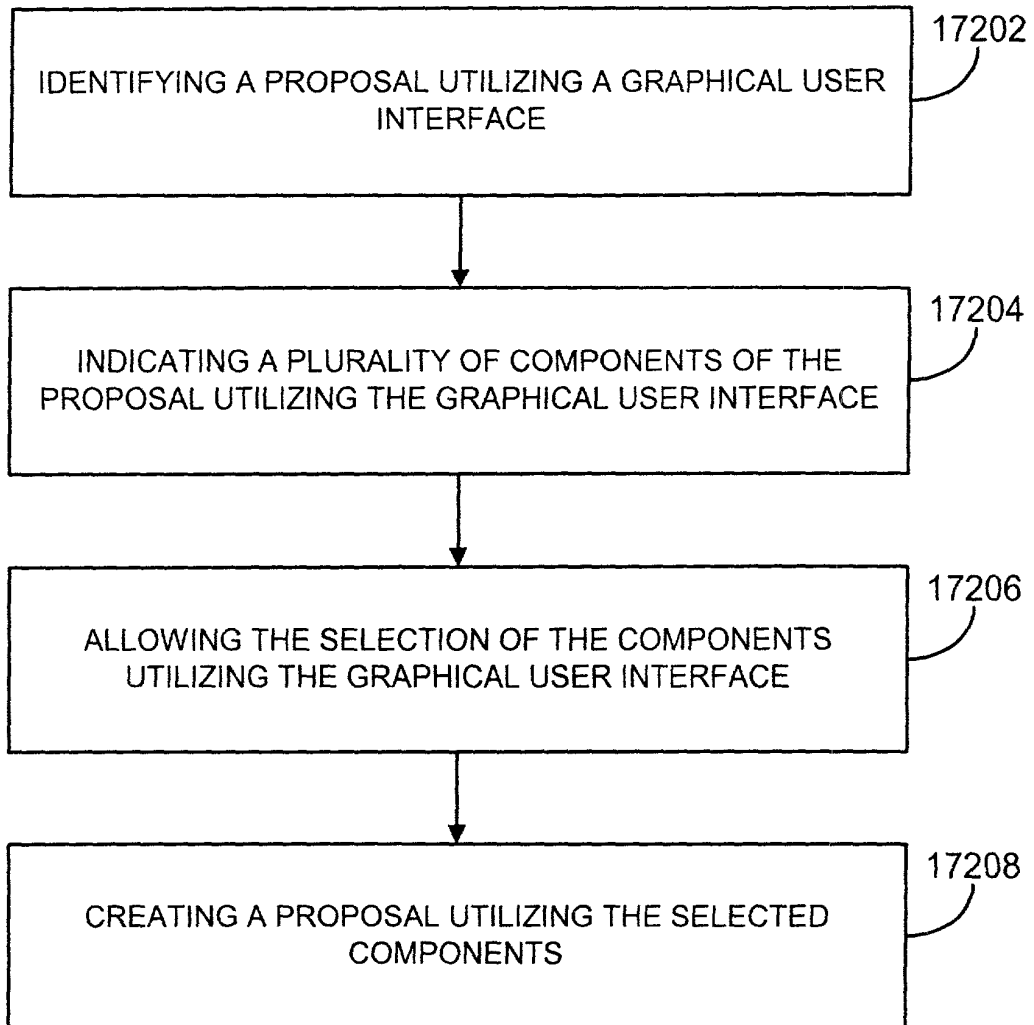 17202
IDENTIFYING A PROPOSAL UTILIZING A GRAPHICAL USER
INTERFACE
17204
INDICATING A PLURALITY OF COMPONENTS OF THE
PROPOSAL UTILIZING THE GRAPHICAL USER INTERFACE
17206
ALLOWING THE SELECTION OF THE COMPONENTS
UTILIZING THE GRAPHICAL USER INTERFACE
17208
CREATING A PROPOSAL UTILIZING THE SELECTED
COMPONENTS